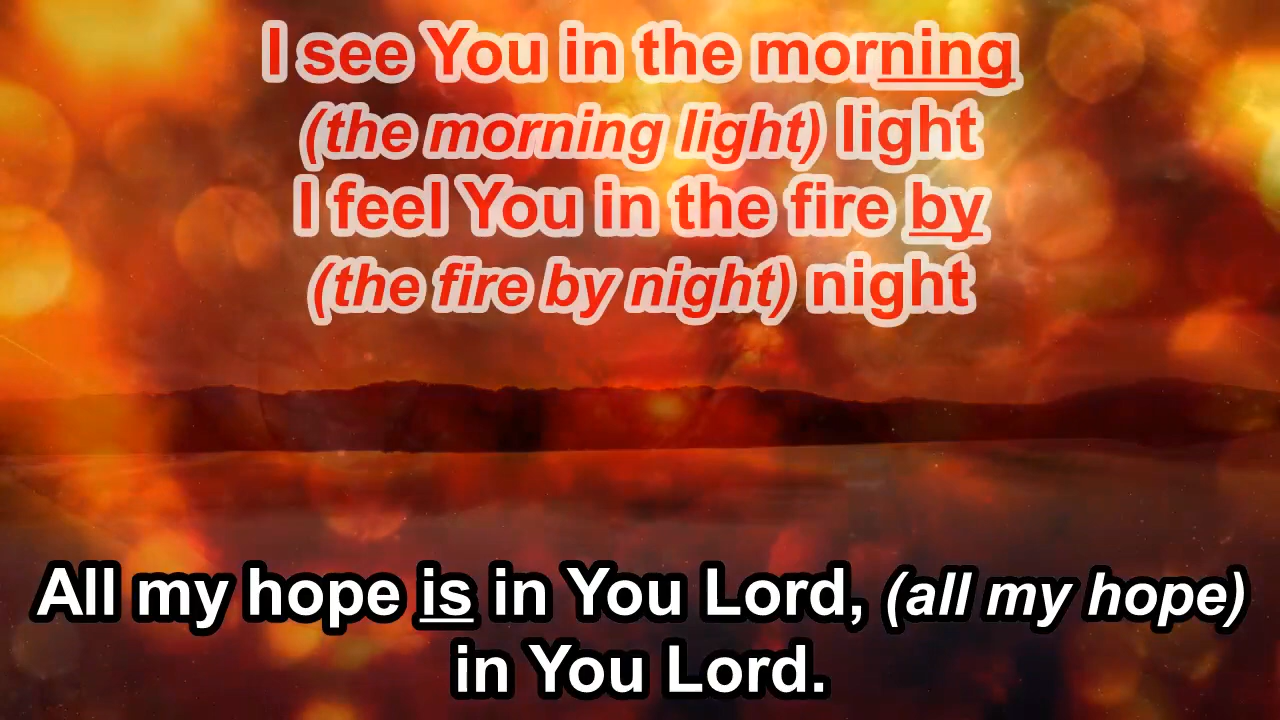 I see You in the morning
(the morning light) light
I feel You in the fire by
(the fire by night) night
All my hope is in You Lord, (all my hope)
in You Lord.